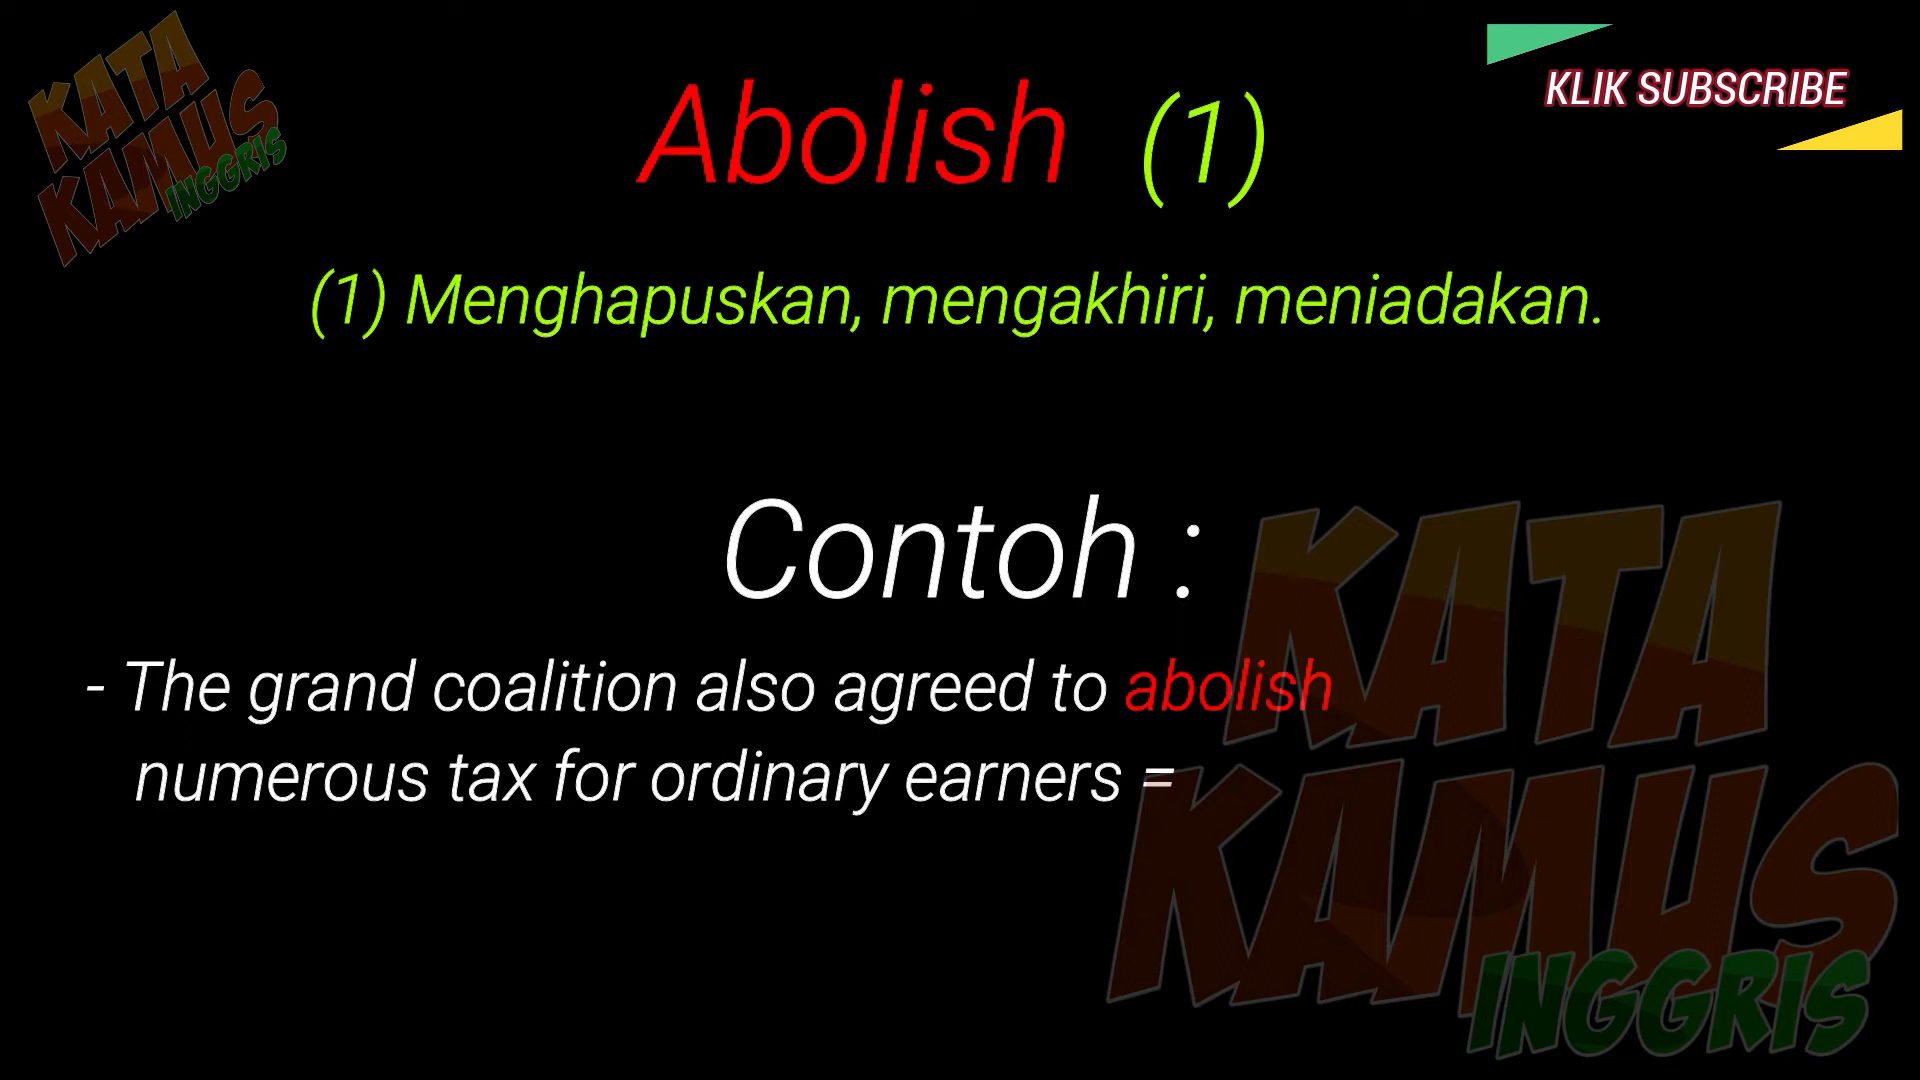 KATA
KAMUS
INGGRIS
KLIK SUBSCRIBE
Abolish (1)
(1) Menghapuskan, mengakhiri, meniadakan.
Contoh :
- The grand coalition also agreed to abolish
numerous tax for ordinary earners =
KATA
KAMUS
INGGRIS